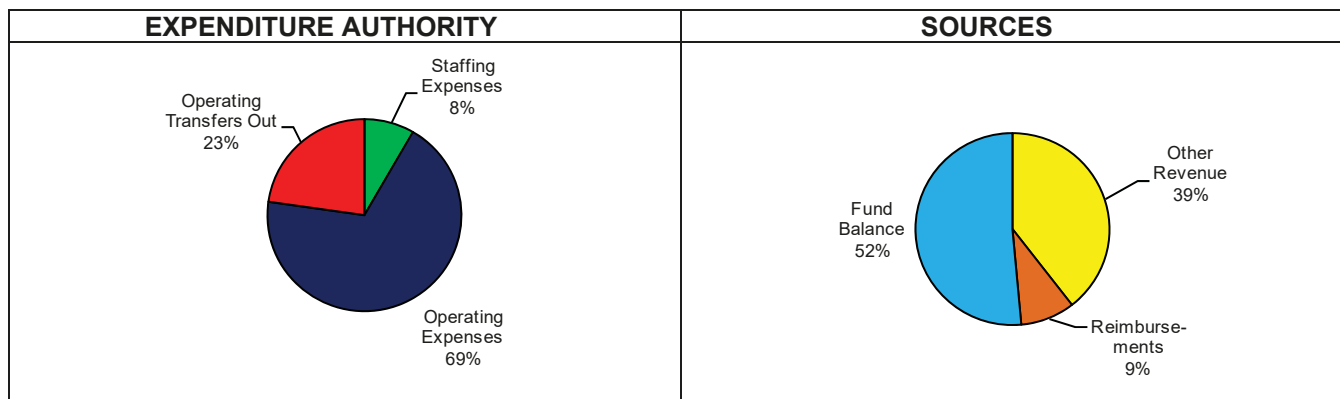 EXPENDITURE AUTHORITY
Staffing
Expenses
8%
Operating
Transfers Out
23%
Operating
Expenses
69%
SOURCES
Other
Revenue
39%
Fund
Balance
52%
Reimburse-
ments
9%